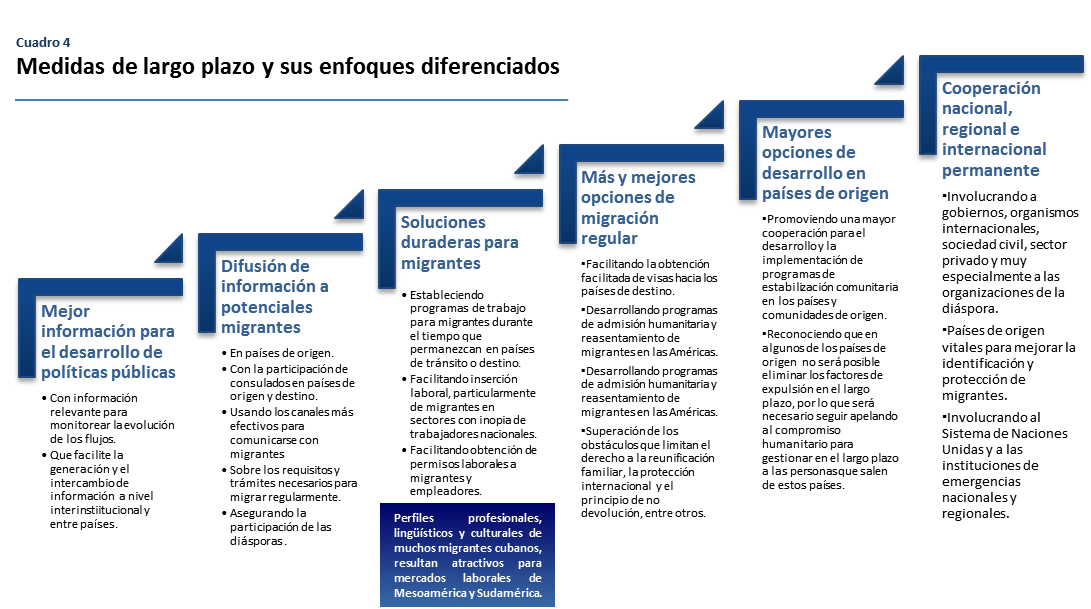 Cuadro 4
Medidas de largo plazo y sus enfoques diferenciados
Mejor
información para
el desarrollo de
políticas públicas
• Con información
relevante para
monitorear la evolución
de los flujos.
• Que facilite la
generación y el
intercambio de
información a nivel
interinstiitucional y
entre países.
Difusión de
información a
potenciales
migrantes
• En países de origen.
• Con la participación de
consulados en países de
origen y destino.
• Usando los canales más
efectivos para
comunicarse con
migrantes
• Sobre los requisitos y
trámites necesarios para
migrar regularmente.
• Asegurando la
participación de las
diásporas.
Soluciones
duraderas para
migrantes
• Estableciendo
programas de trabajo
para migrantes durante
el tiempo que
permanezcan en países
de tránsito o destino.
• Facilitando inserción
laboral, particularmente
de migrantes en
sectores con inopia de
trabajadores nacionales.
• Facilitando obtención de
permisos laborales a
migrantes y
empleadores.
Perfiles profesionales,
lingüísticos y culturales de
muchos migrantes cubanos,
resultan atractivos para
mercados laborales de
Mesoamérica y Sudamérica.
Más y mejores
opciones de
migración
regular
▪Facilitando la obtención
facilitada de visas hacia los
países de destino.
▪Desarrollando programas
de admisión humanitaria y
reasentamiento de
migrantes en las Américas.
▪Desarrollando programas
de admisión humanitaria y
reasentamiento de
migrantes en las Américas.
▪Superación de los
obstáculos que limitan el
derecho a la reunificación
familiar, la protección
internacional y el
principio de no
devolución, entre otros.
Mayores
opciones de
desarrollo en
países de origen
▪Promoviendo una mayor
cooperación para el
desarrollo y la
implementación de
programas de
estabilización comunitaria
en los países y
comunidades de origen.
▪Reconociendo que en
algunos de los países de
origen no será posible
eliminar los factores de
expulsión en el largo
plazo, por lo que será
necesario seguir apelando
al compromiso
humanitario para
gestionar en el largo plazo
a las personas que salen
de estos países.
Cooperación
nacional,
regional e
internacional
permanente
▪Involucrando a
gobiernos, organismos
internacionales,
sociedad civil, sector
privado y muy
especialmente a las
organizaciones de la
diáspora.
▪Países de origen
vitales para mejorar la
identificación y
protección de
migrantes.
▪Involucrando al
Sistema de Naciones
Unidas y a las
instituciones de
emergencias
nacionales y
regionales.